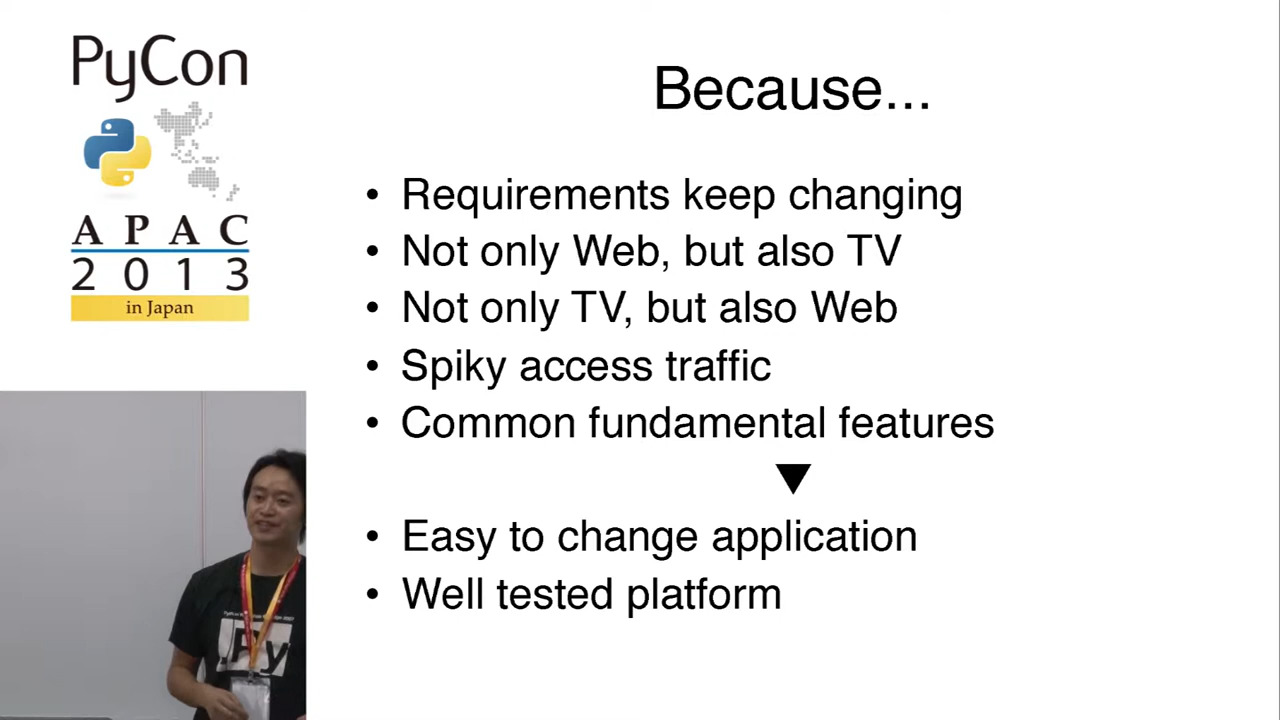 PyCon
APAC
2013
in Japan
Because...
• Requirements keep changing
• Not only Web, but also TV
• Not only TV, but also Web
• Spiky access traffic
• Common fundamental features
▼
• Easy to change application
• Well tested platform
Py